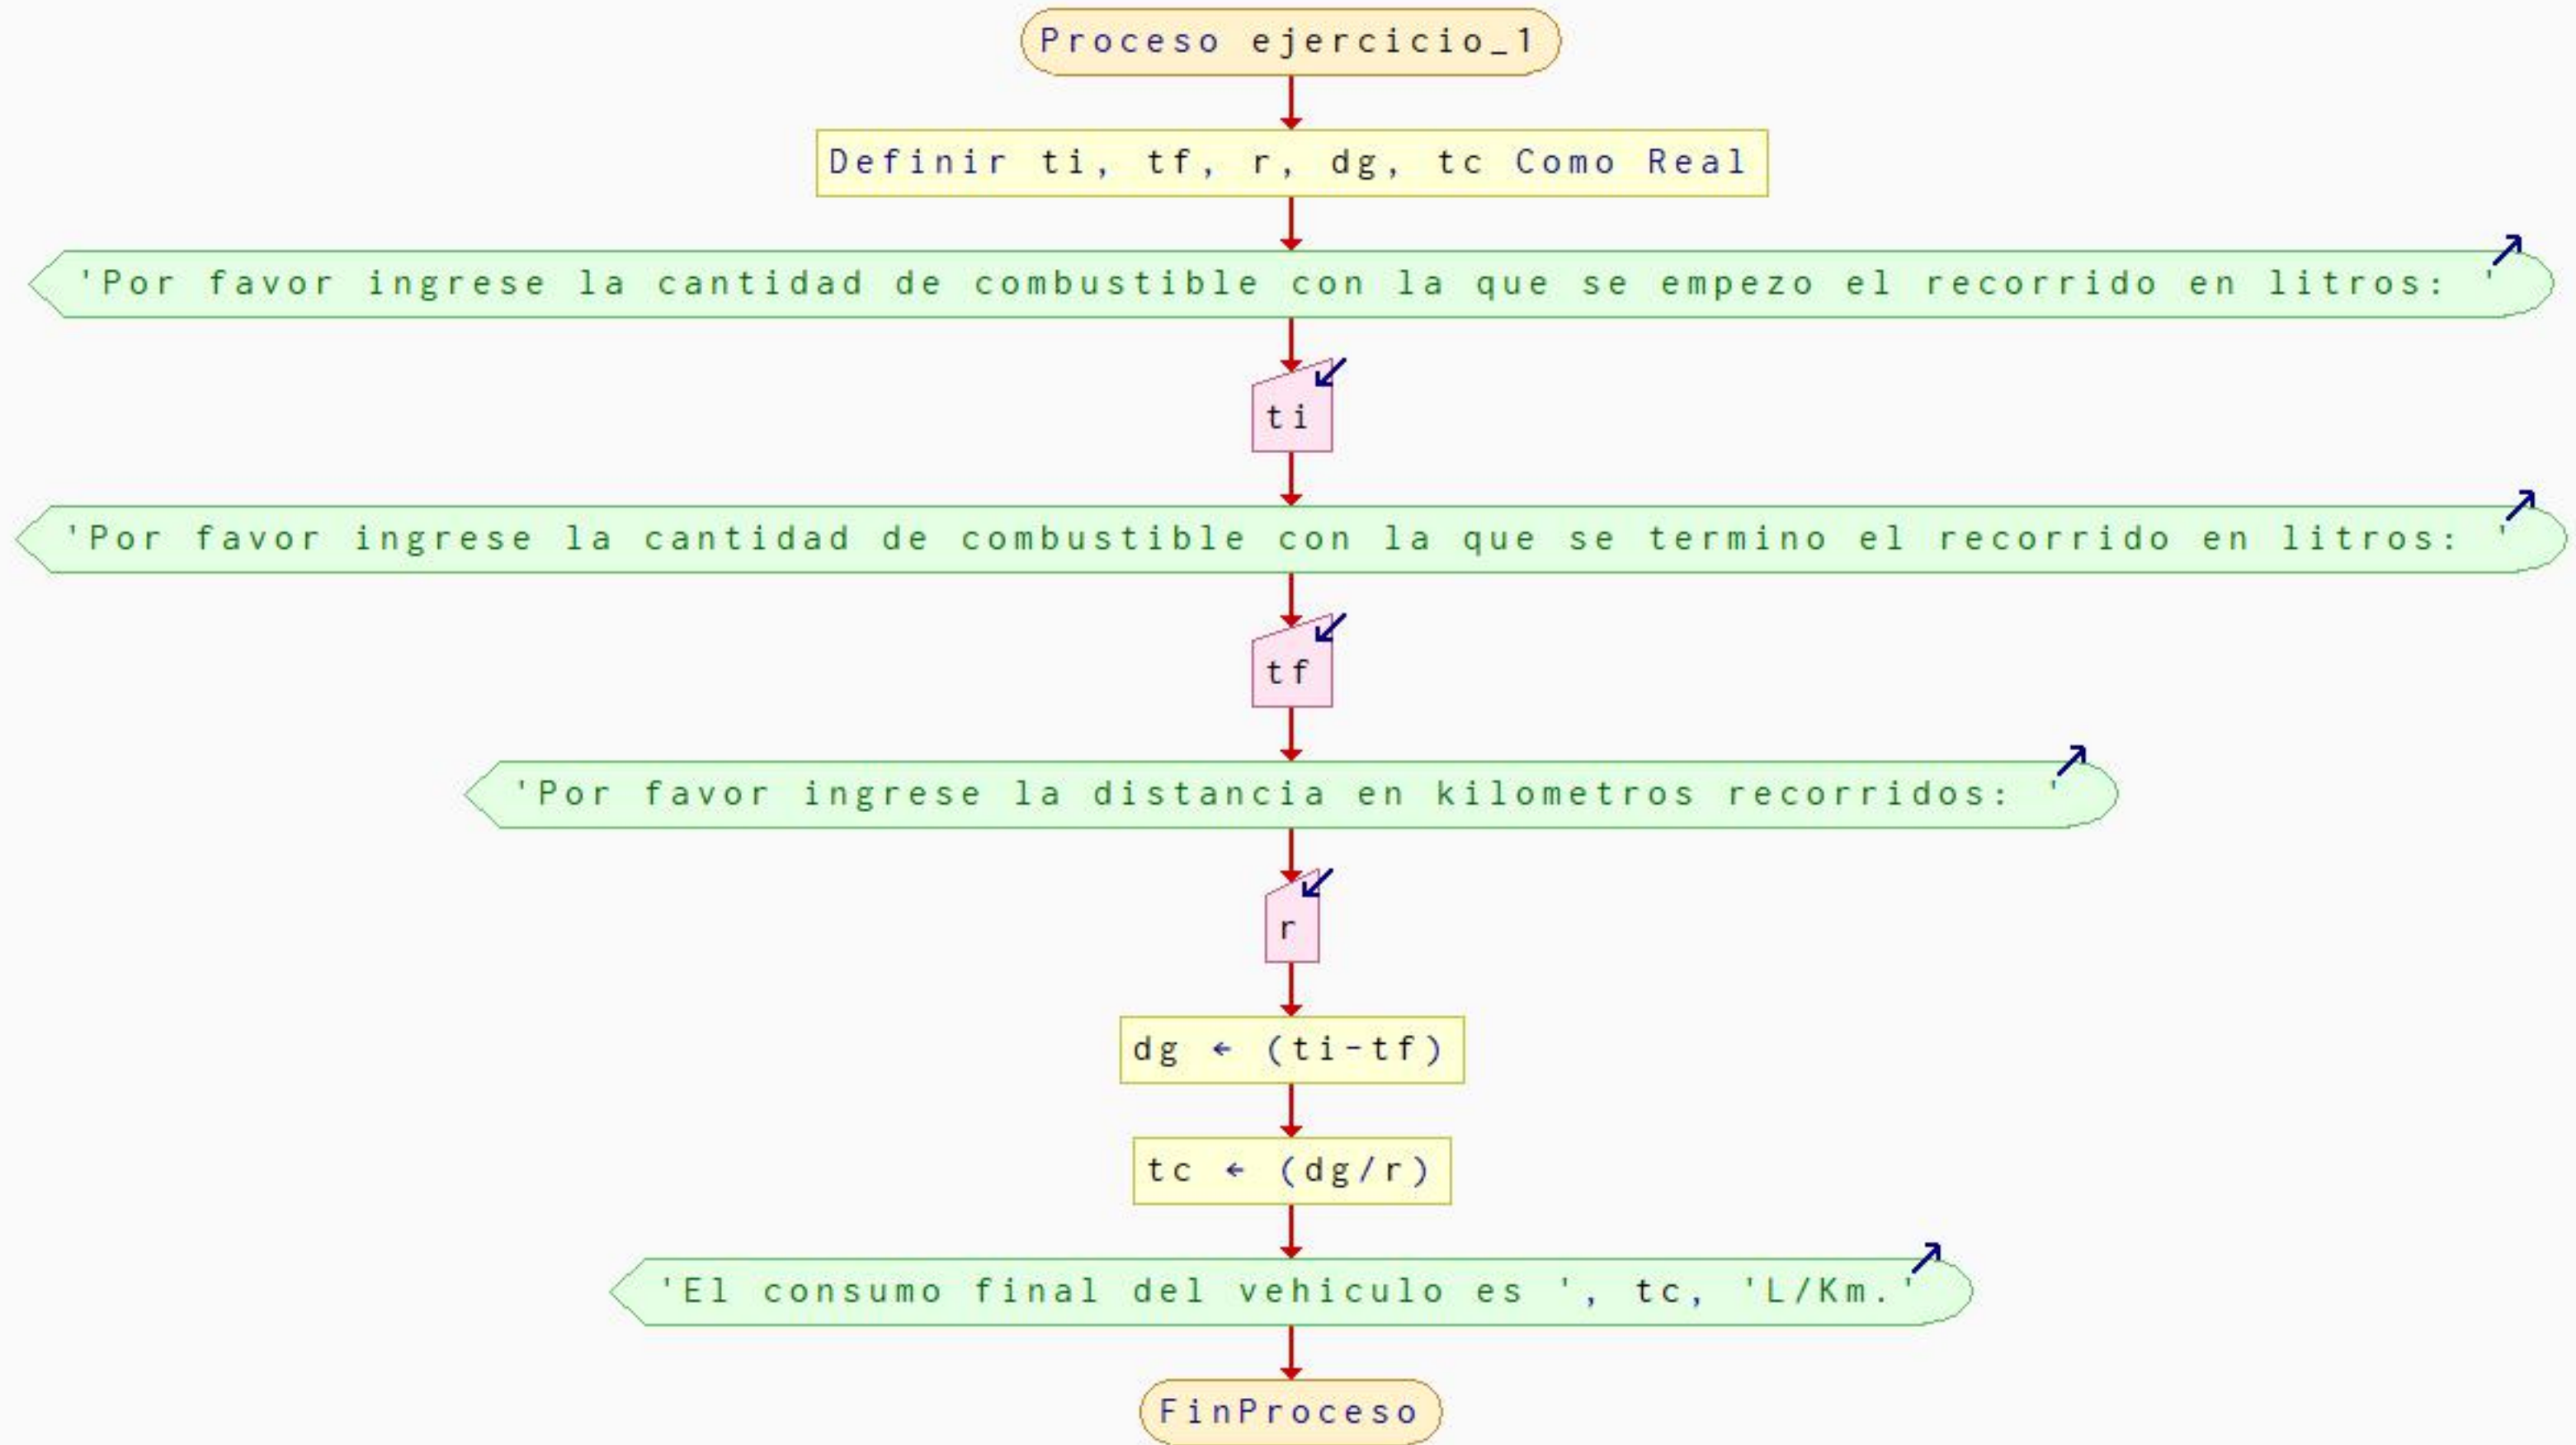 Proceso ejercicio_1
Definir ti, tf, r, dg, tc Como Real
'Por favor ingrese la cantidad de combustible con la que se empezo el recorrido en litros: '
ti
'Por favor ingrese la cantidad de combustible con la que se termino el recorrido en litros: '
tf
'Por favor ingrese la distancia en kilometros recorridos: '
r
dg ← (ti-tf)
tc ← (dg/r)
'El consumo final del vehiculo es ', tc, 'L/Km.'
FinProceso